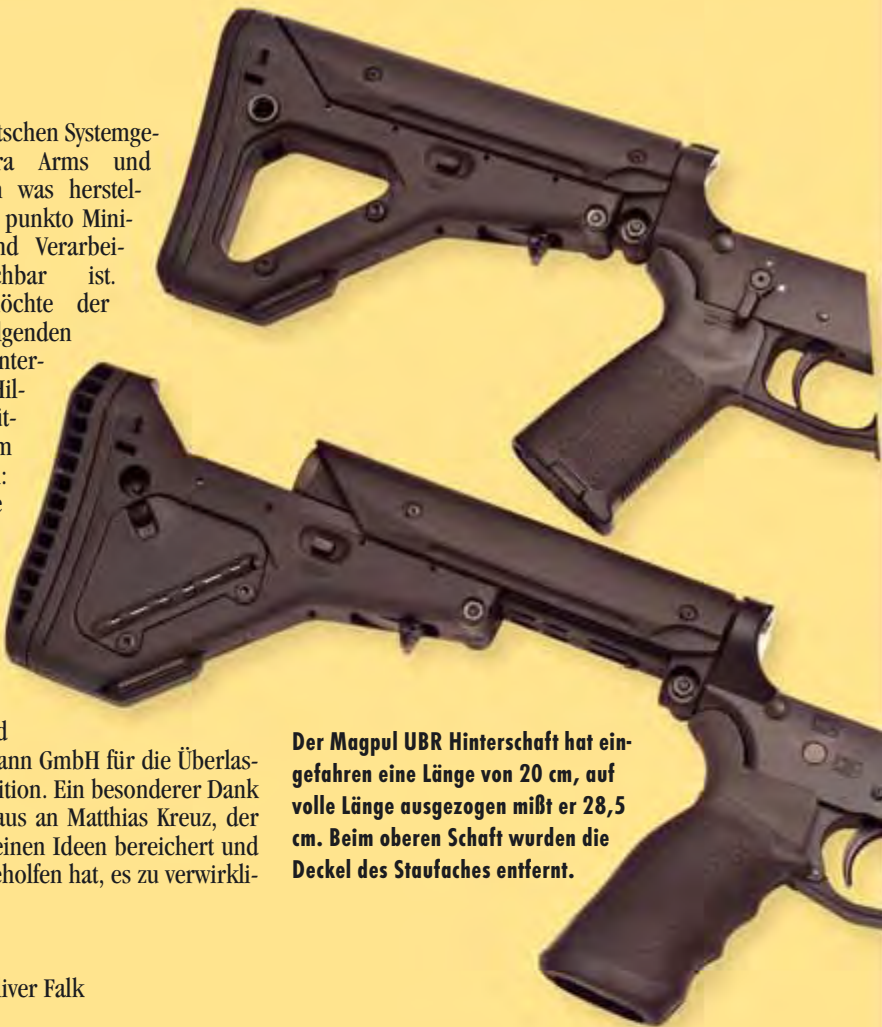 tschen Systemge-
ra Arms und
n was herstel-
punkto Mini-
nd Verarbei-
chbar ist.
öchte der
lgenden
nter-
Hil-
it-
m
:
e
d
ann GmbH für die Überlas-
ition. Ein besonderer Dank
aus an Matthias Kreuz, der
einen Ideen bereichert und
eholfen hat, es zu verwirkli-
iver Falk
Der Magpul UBR Hinterschaft hat ein-
gefahren eine Länge von 20 cm, auf
volle Länge ausgezogen mißt er 28,5
cm. Beim oberen Schaft wurden die
Deckel des Staufaches entfernt.